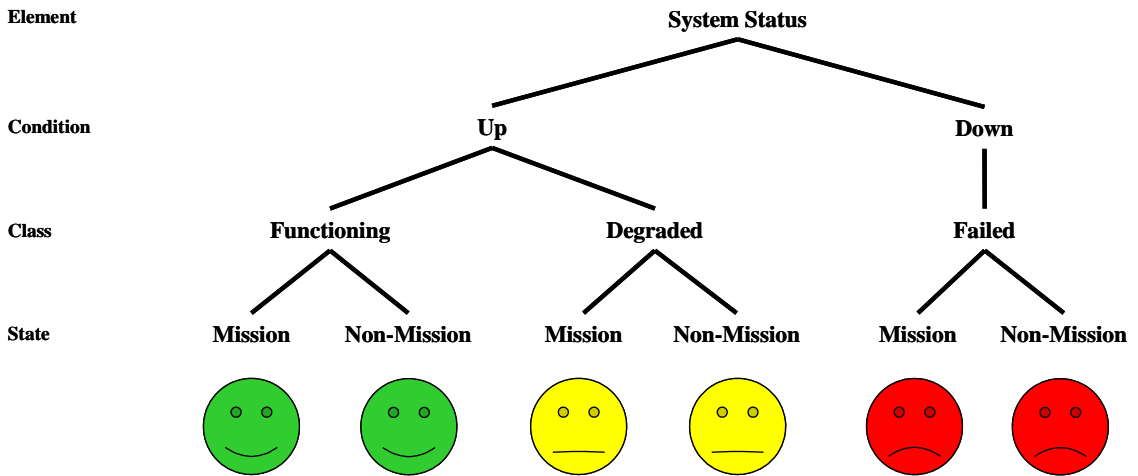 Element System Status
Condition Up Down
Class Functioning Degraded Failed
State Mission Non-Mission Mission Non-Mission Mission Non-Mission